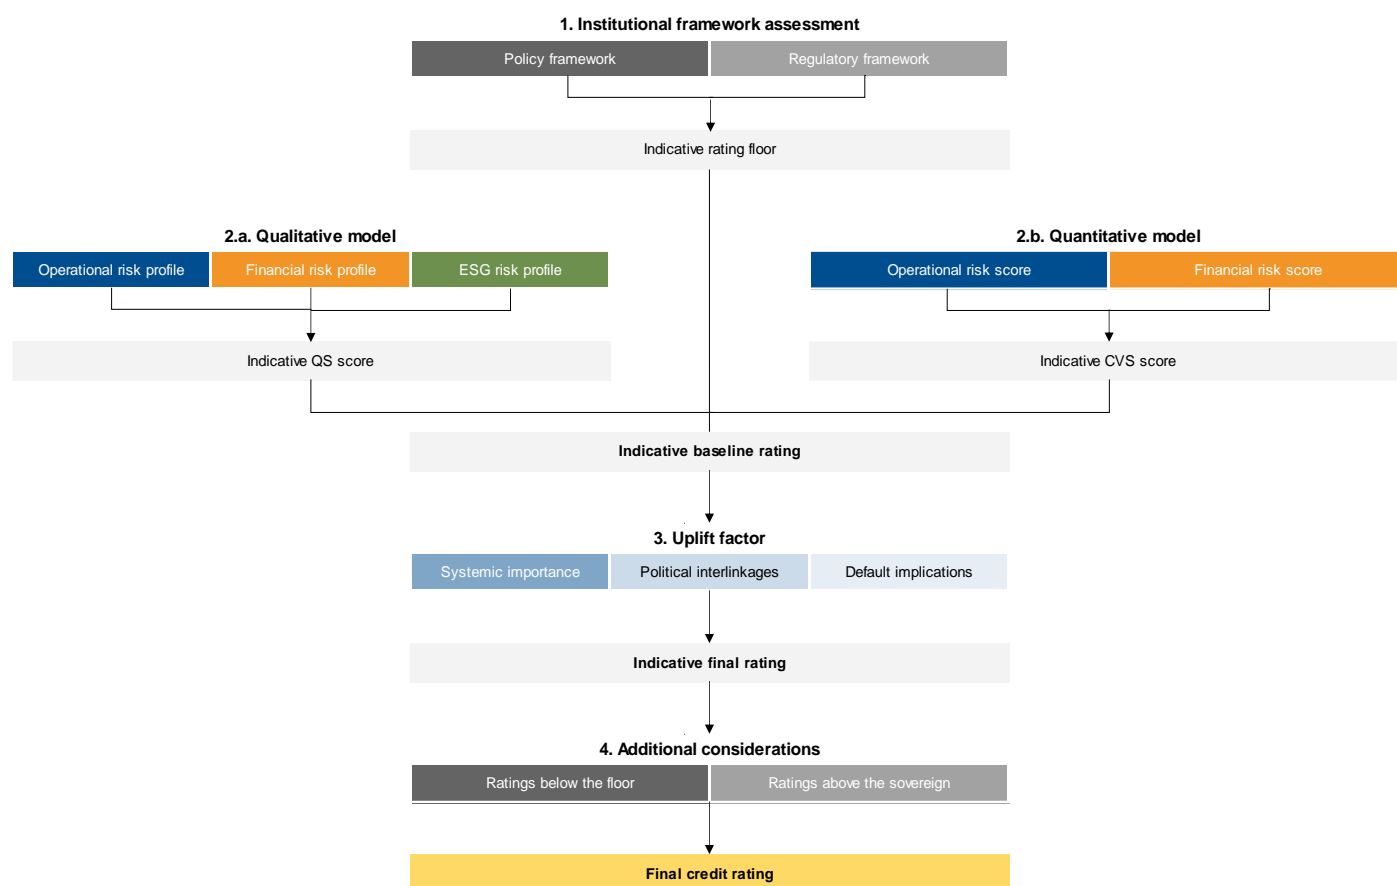 1. Institutional framework assessment
Policy framework
Regulatory framework
Indicative rating floor
2.a. Qualitative model
2.b. Quantitative model
Operational risk profile
Financial risk profile
ESG risk profile
Operational risk score
Financial risk score
Indicative QS score
Indicative CVS score
Indicative baseline rating
3. Uplift factor
Systemic importance
Political interlinkages
Default implications
Indicative final rating
4. Additional considerations
Ratings below the floor
Ratings above the sovereign
Final credit rating